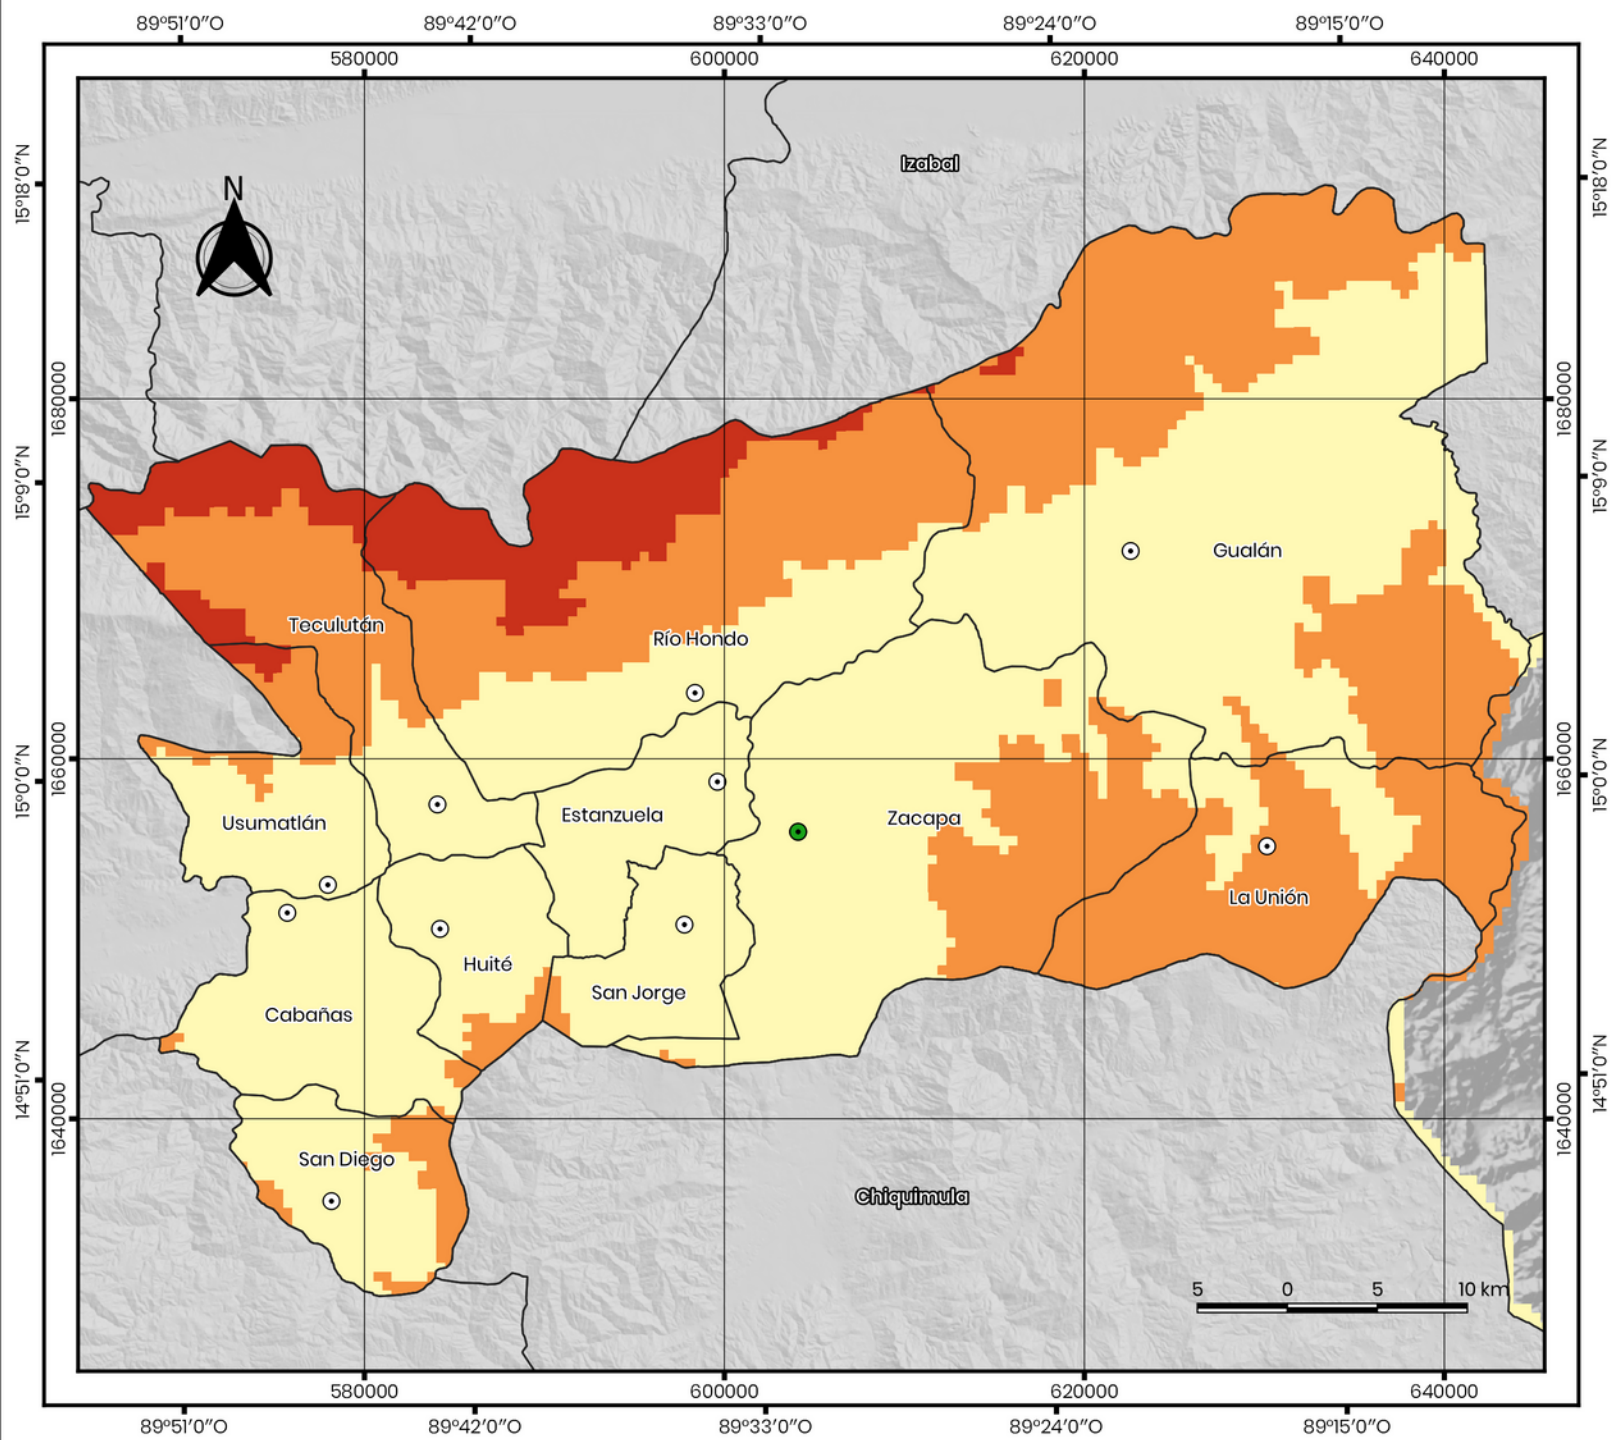 89°51'0"O 89°42'0"O 89°33'0"O 89°24'0"O 89°15'0"O
580000 600000 620000 640000
15°18'0"N 15°18'0"N
Izabal
N
1680000 1680000
15°9'0"N 15°9'0"N
Gualán
Teculután
Río Hondo
1660000 1660000
15°0'0"N 15°0'0"N
Usumatlán Estanzuela Zacapa
La Unión
Huité
San Jorge
Cabañas
14°51'0"N 14°51'0"N
1640000 1640000
San Diego
Chiquimula
5 0 5 10 km
580000 600000 620000 640000
89°51'0"O 89°42'0"O 89°33'0"O 89°24'0"O 89°15'0"O